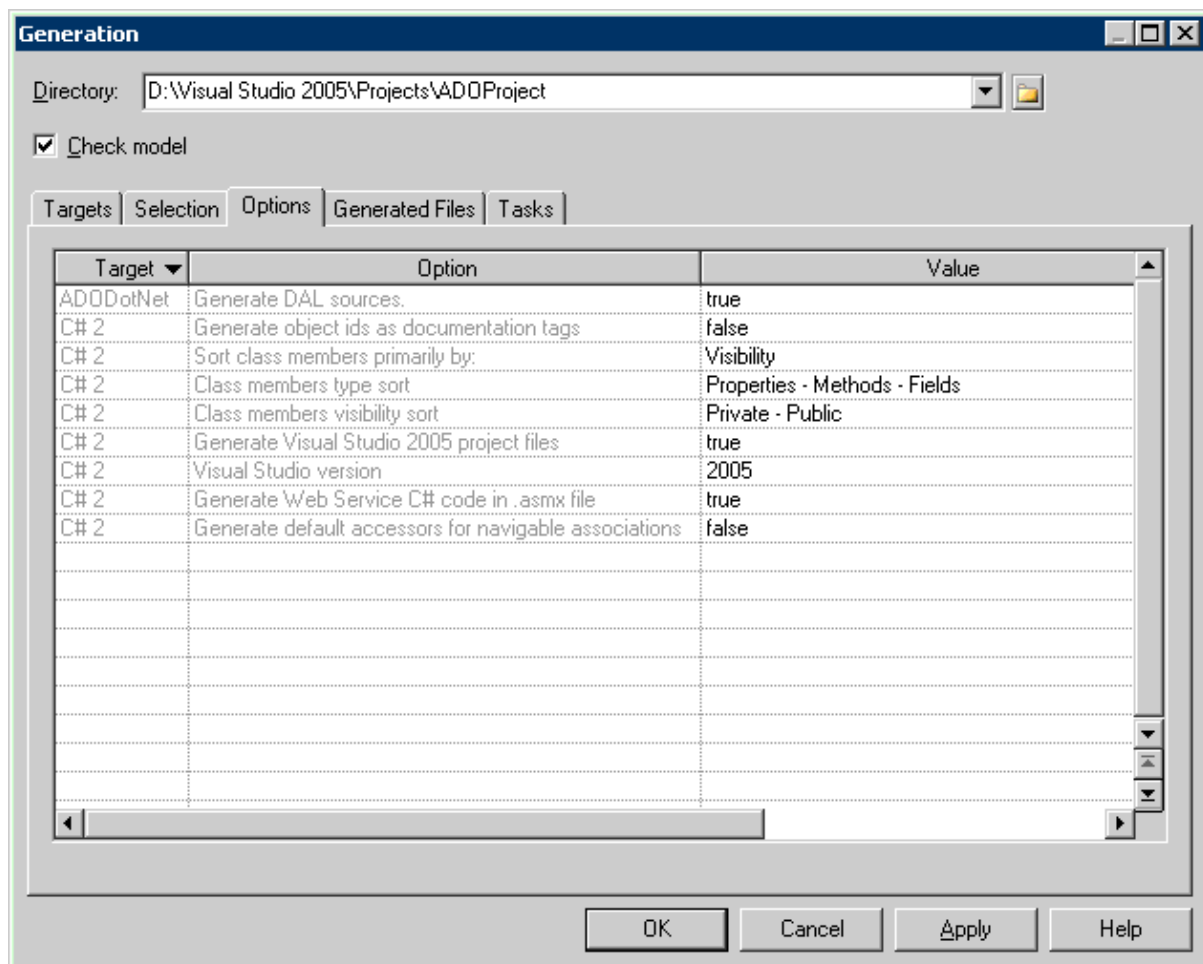 Generation
Directory: D:\Visual Studio 2005\Projects\ADOProject
Check model
Targets Selection Options Generated Files Tasks
Target Option Value
ADODotNet Generate DAL sources. true
C# 2 Generate object ids as documentation tags false
C# 2 Sort class members primarily by: Visibility
C# 2 Class members type sort Properties - Methods - Fields
C# 2 Class members visibility sort Private - Public
C# 2 Generate Visual Studio 2005 project files true
C# 2 Visual Studio version 2005
C# 2 Generate Web Service C# code in .asmx file true
C# 2 Generate default accessors for navigable associations false
OK Cancel Apply Help